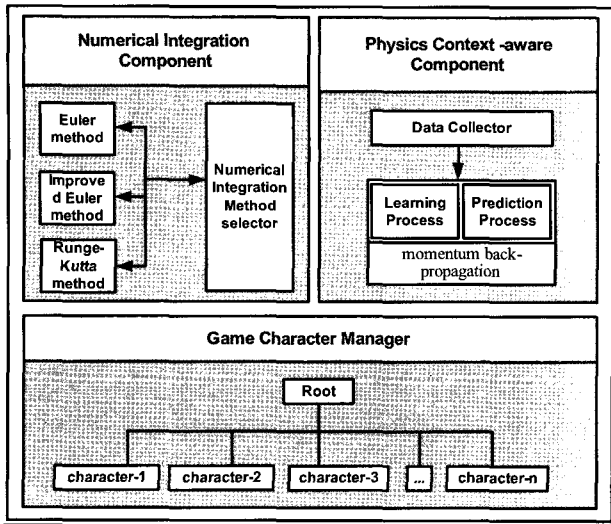 Numerical Integration
Component
Euler
method
Improve
d Euler
method
Runge-
Kutta
method
Numerical
Integration
Method
selector
Physics Context -aware
Component
Data Collector
Learning
Process
Prediction
Process
momentum back-
propagation
Game Character Manager
Root
character-1
character-2
character-3
...
character-n